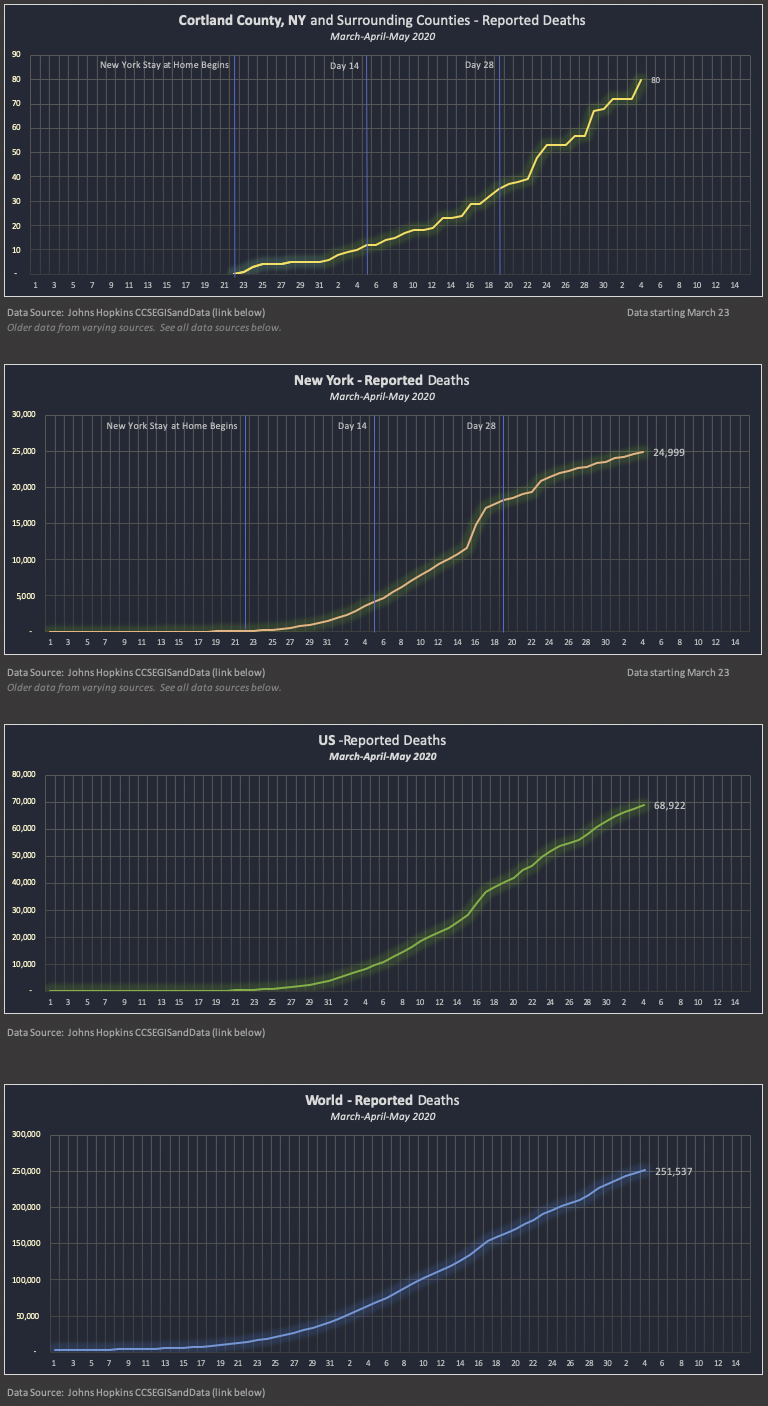 Cortland County, NY and Surrounding Counties - Reported Deaths
March-April-May 2020
New York Stay at Home Begins Day 14 Day 28
90
80
70
60
50
40
30
20
10
-
80
1 3 5 7 9 11 13 15 17 19 21 23 25 27 29 31 2 4 6 8 10 12 14 16 18 20 22 24 26 28 30 2 4 6 8 10 12 14
Data Source: Johns Hopkins CCSEGISandData (link below) Data starting March 23
Older data from varying sources. See all data sources below.
New York - Reported Deaths
March-April-May 2020
New York Stay at Home Begins Day 14 Day 28
30,000
25,000
20,000
15,000
10,000
5,000
-
24,999
1 3 5 7 9 11 13 15 17 19 21 23 25 27 29 31 2 4 6 8 10 12 14 16 18 20 22 24 26 28 30 2 4 6 8 10 12 14
Data Source: Johns Hopkins CCSEGISandData (link below) Data starting March 23
Older data from varying sources. See all data sources below.
US -Reported Deaths
March-April-May 2020
80,000
70,000
60,000
50,000
40,000
30,000
20,000
10,000
-
68,922
1 3 5 7 9 11 13 15 17 19 21 23 25 27 29 31 2 4 6 8 10 12 14 16 18 20 22 24 26 28 30 2 4 6 8 10 12 14
Data Source: Johns Hopkins CCSEGISandData (link below)
World - Reported Deaths
March-April-May 2020
300,000
250,000
200,000
150,000
100,000
50,000
-
251,537
1 3 5 7 9 11 13 15 17 19 21 23 25 27 29 31 2 4 6 8 10 12 14 16 18 20 22 24 26 28 30 2 4 6 8 10 12 14
Data Source: Johns Hopkins CCSEGISandData (link below)